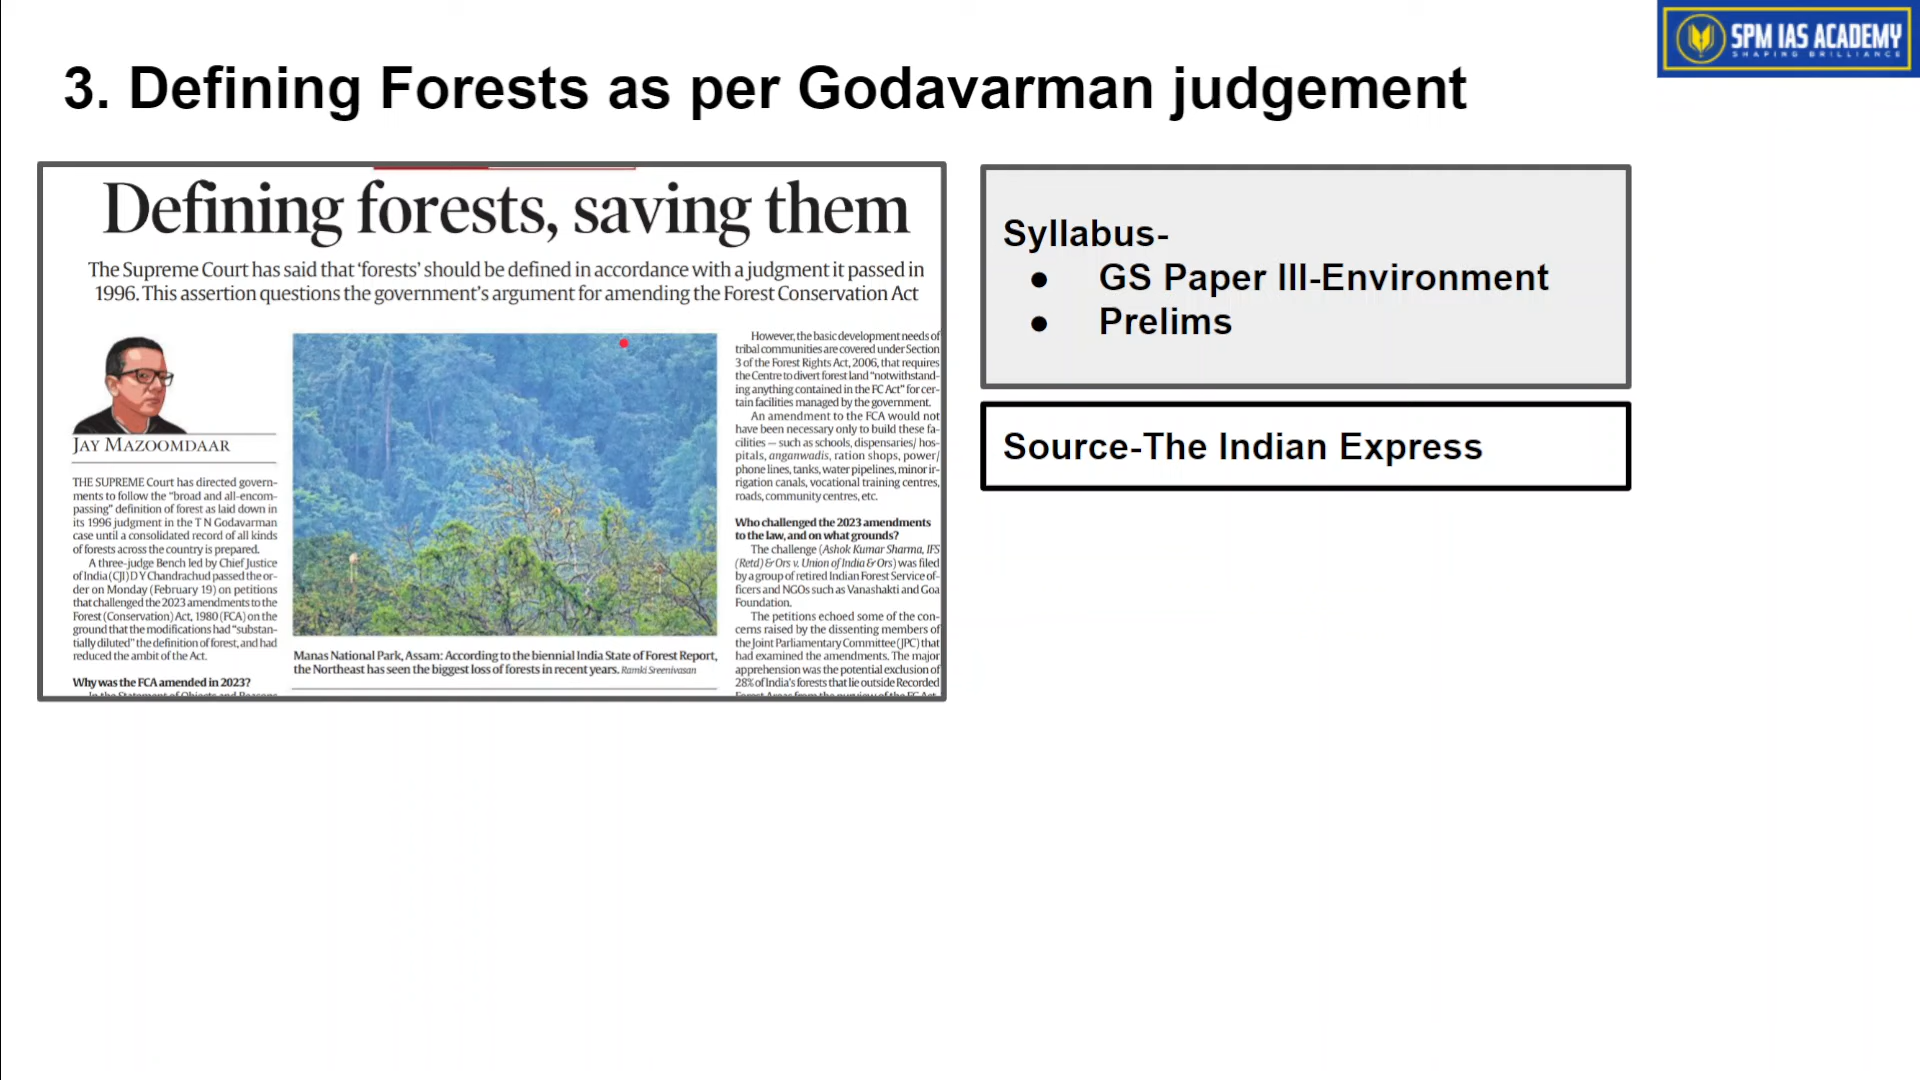 SPM IAS ACADEMY
SHAPING BRILLIANCE
3. Defining Forests as per Godavarman judgement
Defining forests, saving them
The Supreme Court has said that ‘forests’ should be defined in accordance with a judgment it passed in
1996. This assertion questions the government’s argument for amending the Forest Conservation Act
JAY MAZOOMDAAR
THE SUPREME Court has directed govern-
ments to follow the “broad and all-encom-
passing” definition of forest as laid down in
its 1996 judgment in the T N Godavarman
case until a consolidated record of all kinds
of forests across the country is prepared.
A three-judge Bench led by Chief Justice
of India (CJI) D Y Chandrachud passed the or-
der on Monday (February 19) on petitions
that challenged the 2023 amendments to the
Forest (Conservation) Act, 1980 (FCA) on the
ground that the modifications had “substan-
tially diluted” the definition of forest, and had
reduced the ambit of the Act.
Why was the FCA amended in 2023?
In the Statement of Objects and Reasons
Manas National Park, Assam: According to the biennial India State of Forest Report,
the Northeast has seen the biggest loss of forests in recent years. Ramki Sreenivasan
However, the basic development needs of
tribal communities are covered under Section
3 of the Forest Rights Act, 2006, that requires
the Centre to divert forest land “notwithstand-
ing anything contained in the FC Act” for cer-
tain facilities managed by the government.
An amendment to the FCA would not
have been necessary only to build these fa-
cilities — such as schools, dispensaries/ hos-
pitals, anganwadis, ration shops, power/
phone lines, tanks, water pipelines, minor ir-
rigation canals, vocational training centres,
roads, community centres, etc.
Who challenged the 2023 amendments
to the law, and on what grounds?
The challenge (Ashok Kumar Sharma, IFS
(Retd) & Ors v. Union of India & Ors) was filed
by a group of retired Indian Forest Service of-
ficers and NGOs such as Vanashakti and Goa
Foundation.
The petitions echoed some of the con-
cerns raised by the dissenting members of
the Joint Parliamentary Committee (JPC) that
had examined the amendments. The major
apprehension was the potential exclusion of
28% of India’s forests that lie outside Recorded
Forest Areas from the purview of the FC Act
Syllabus-
● GS Paper III-Environment
● Prelims
Source-The Indian Express